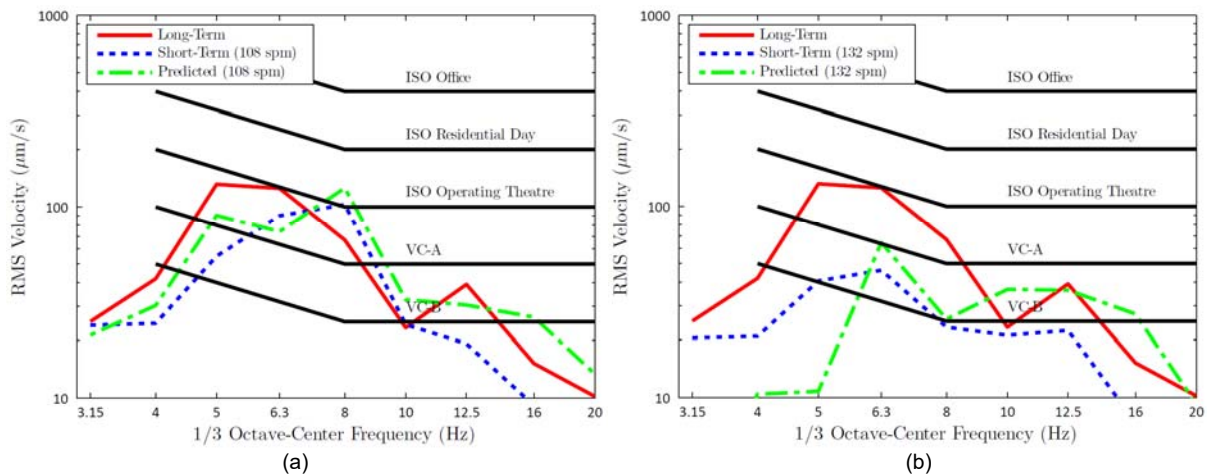 1000
100
10
RMS Velocity (μm/s)
Long-Term
Short-Term (108 spm)
Predicted (108 spm)
ISO Office
ISO Residential Day
ISO Operating Theatre
VC-A
VC-B
3.15 4 5 6.3 8 10 12.5 16 20
1/3 Octave-Center Frequency (Hz)
(a)
1000
100
10
RMS Velocity (μm/s)
Long-Term
Short-Term (132 spm)
Predicted (132 spm)
ISO Office
ISO Residential Day
ISO Operating Theatre
VC-A
VC-B
3.15 4 5 6.3 8 10 12.5 16 20
1/3 Octave-Center Frequency (Hz)
(b)